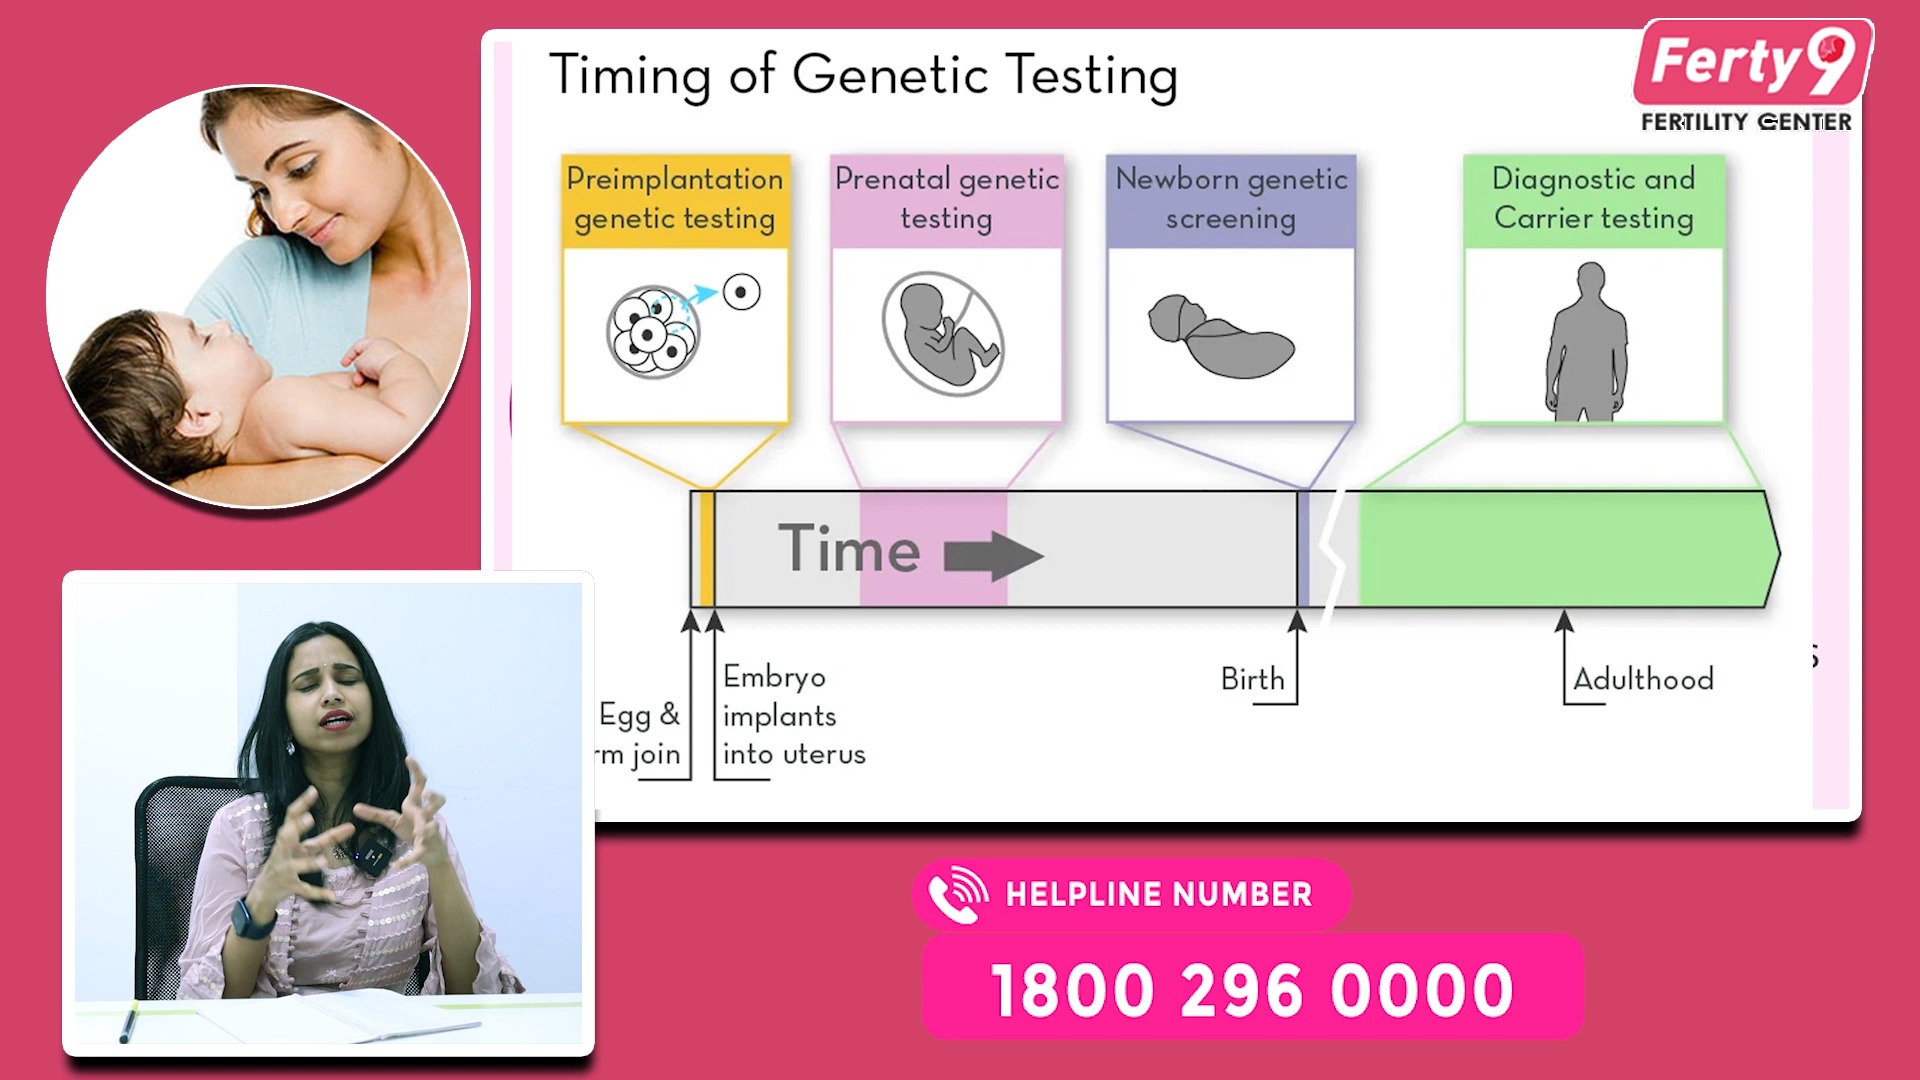 Timing of Genetic Testing
Ferty9
FERTILITY CENTER
Preimplantation
genetic testing
Prenatal genetic
testing
Newborn genetic
screening
Diagnostic and
Carrier testing
Time
Egg &
rm join
Embryo
implants
into uterus
Birth
Adulthood
s
HELPLINE NUMBER
1800 296 0000